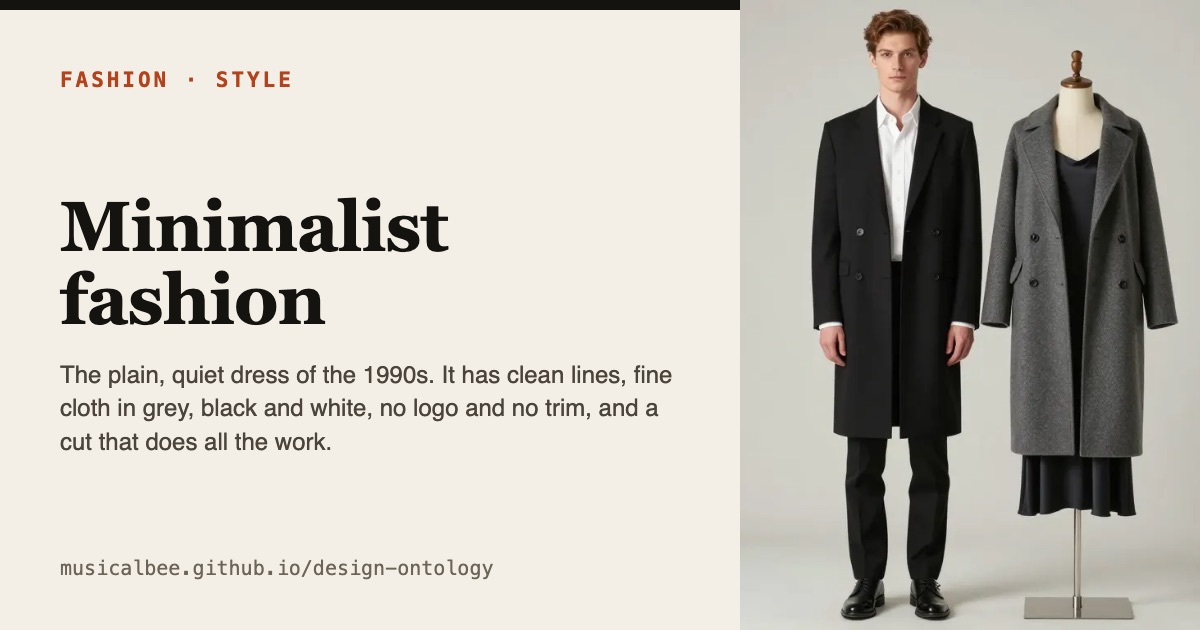 FASHION · STYLE
Minimalist
fashion
The plain, quiet dress of the 1990s. It has clean lines, fine
cloth in grey, black and white, no logo and no trim, and a
cut that does all the work.
musicalbee.github.io/design-ontology